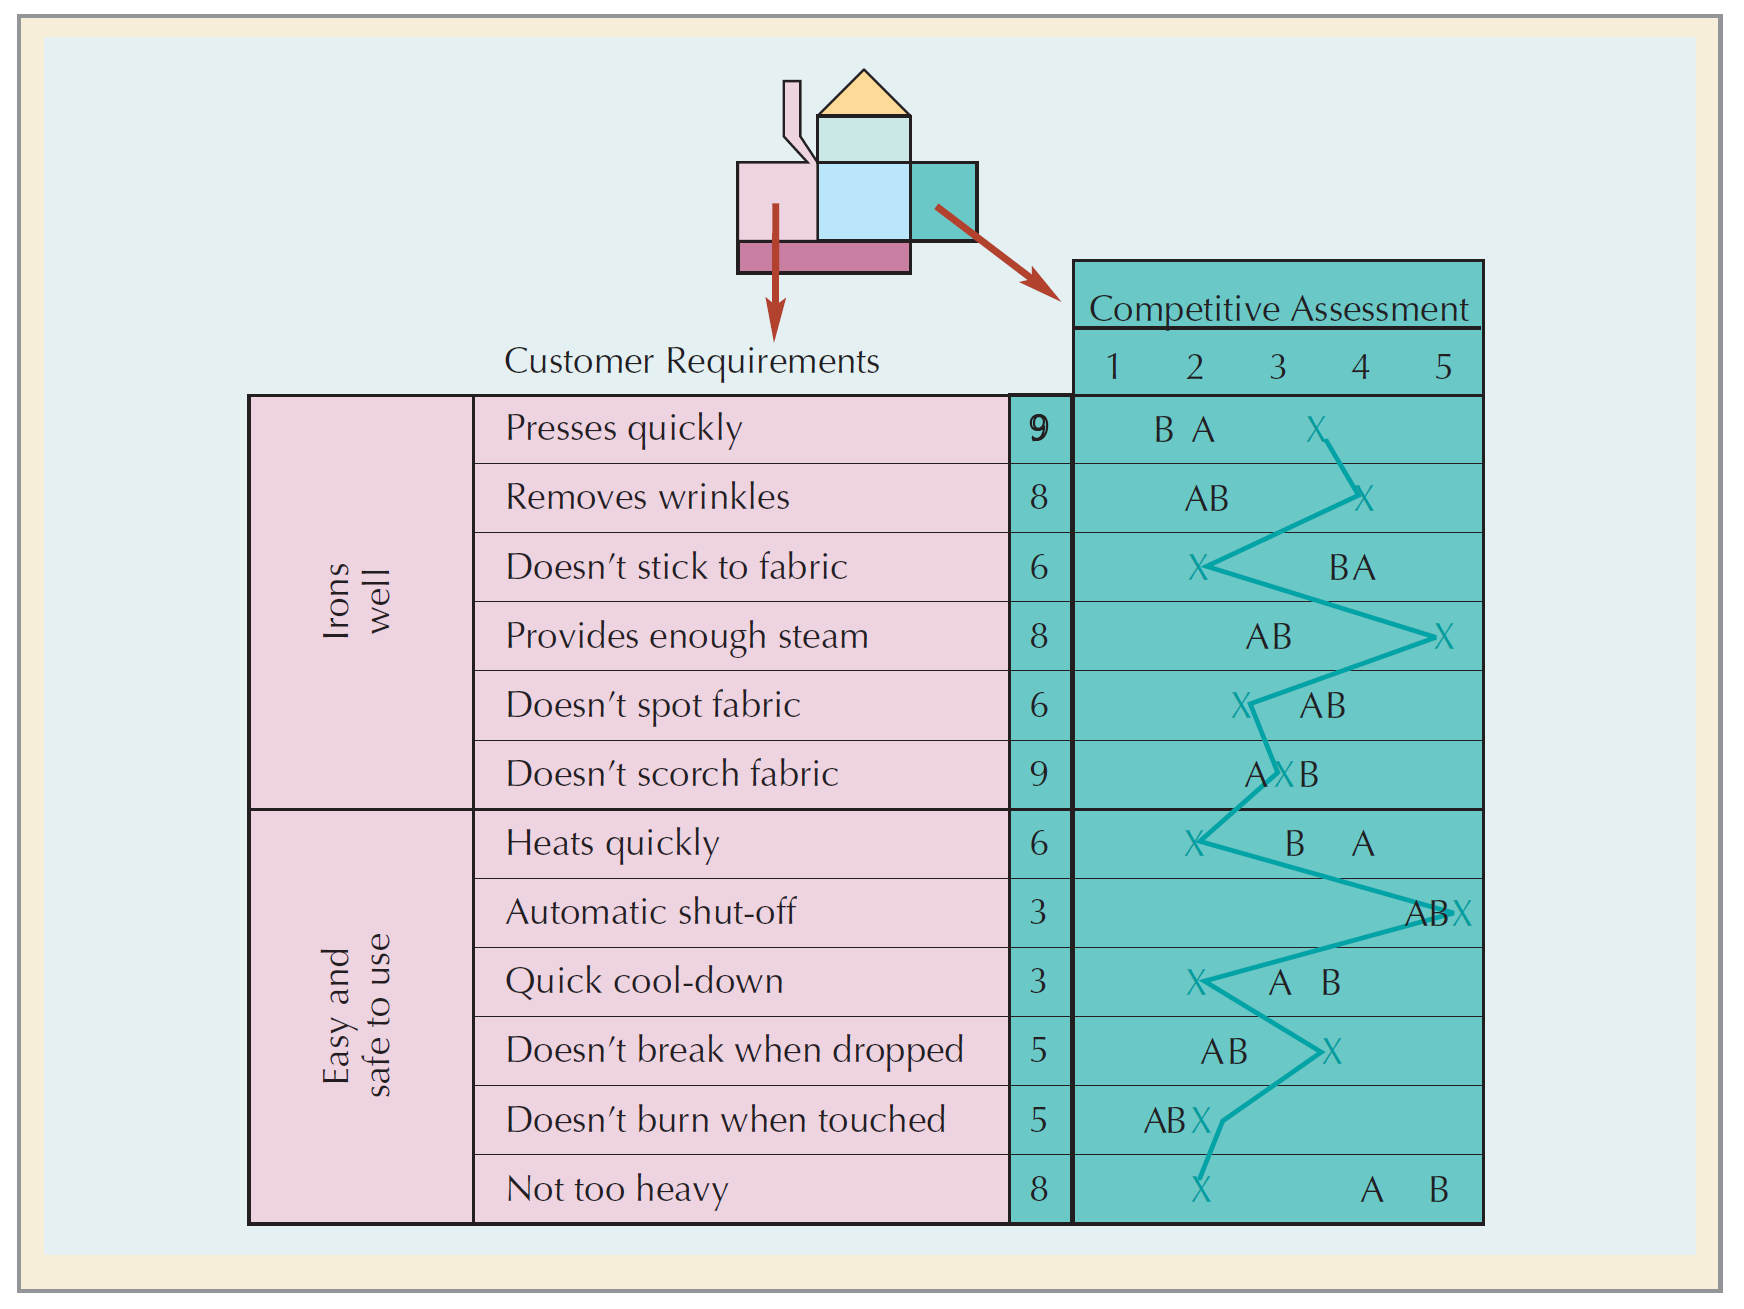 Competitive Assessment
Customer Requirements 1 2 3 4 5
Irons
well
Presses quickly 9 B A X
Removes wrinkles 8 AB X
Doesn't stick to fabric 6 X BA
Provides enough steam 8 AB X
Doesn't spot fabric 6 X AB
Doesn't scorch fabric 9 A X B
Easy and
safe to use
Heats quickly 6 X B A
Automatic shut-off 3 ABX
Quick cool-down 3 X A B
Doesn't break when dropped 5 AB X
Doesn't burn when touched 5 AB X
Not too heavy 8 X A B